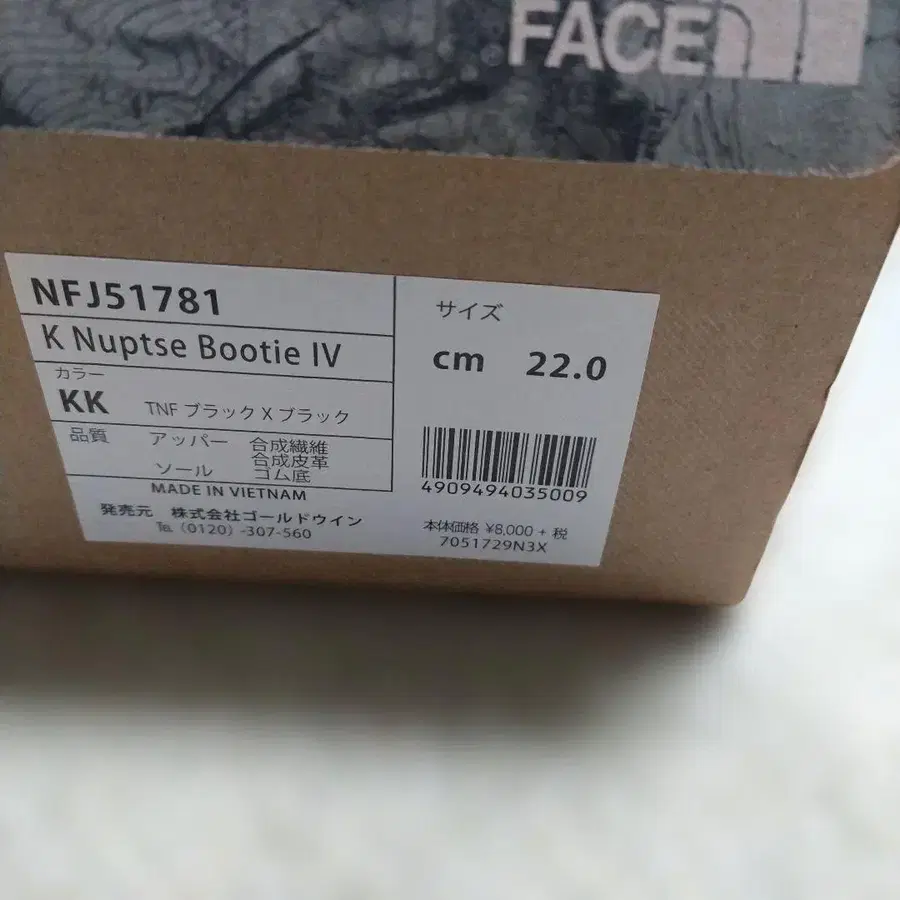 FACE
NFJ51781
K Nuptse Bootie IV
カラー
KK TNF ブラック X ブラック
品質 アッパー 合成繊維
合成皮革
ソール ゴム底
MADE IN VIETNAM
発売元 株式会社ゴールドウイン
℡ (0120) -307-560
サイズ
cm 22.0
4909494035009
本体価格 ¥8,000 + 税
7051729N3X